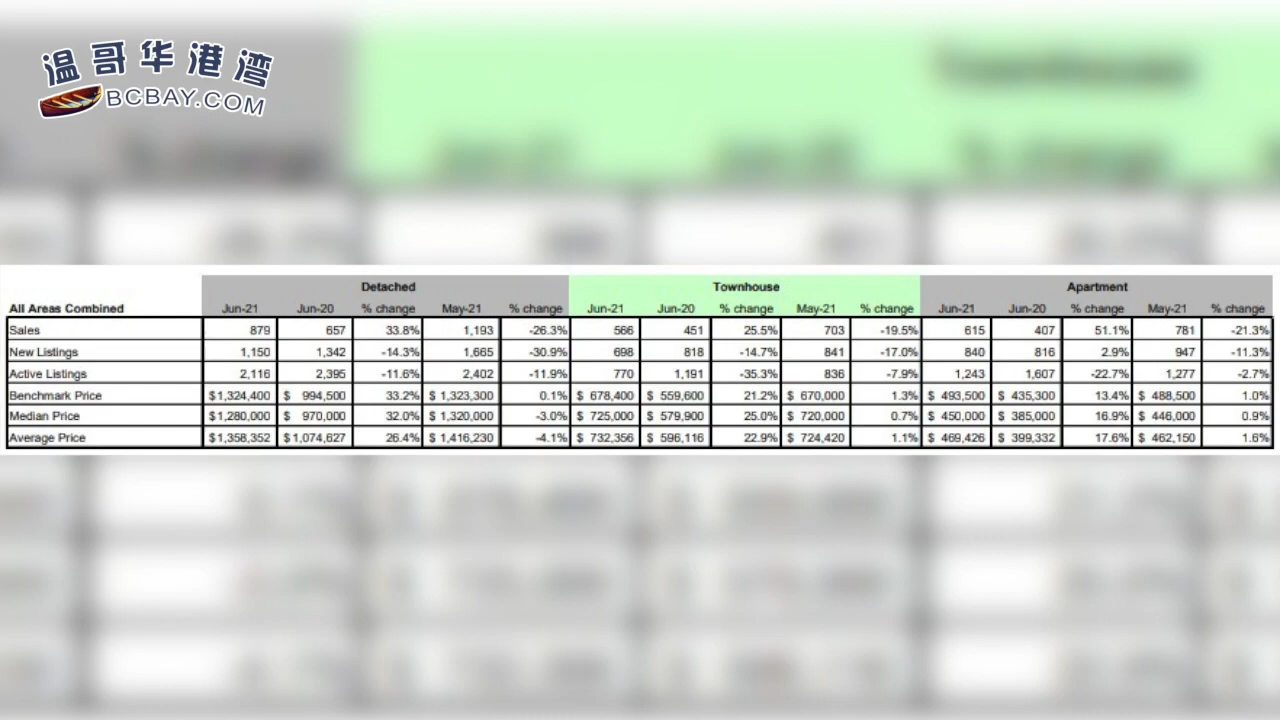 温哥华港湾
BCBAY.COM
Detached Townhouse Apartment
All Areas Combined Jun-21 Jun-20 % change May-21 % change Jun-21 Jun-20 % change May-21 % change Jun-21 Jun-20 % change May-21 % change
Sales 879 657 33.8% 1,193 -26.3% 566 451 25.5% 703 -19.5% 615 407 51.1% 781 -21.3%
New Listings 1,150 1,342 -14.3% 1,665 -30.9% 698 818 -14.7% 841 -17.0% 840 816 2.9% 947 -11.3%
Active Listings 2,116 2,395 -11.6% 2,402 -11.9% 770 1,191 -35.3% 836 -7.9% 1,243 1,607 -22.7% 1,277 -2.7%
Benchmark Price $1,324,400 $ 994,500 33.2% $ 1,323,300 0.1% $ 678,400 $ 559,600 21.2% $ 670,000 1.3% $ 493,500 $ 435,300 13.4% $ 488,500 1.0%
Median Price $1,280,000 $ 970,000 32.0% $ 1,320,000 -3.0% $ 725,000 $ 579,900 25.0% $ 720,000 0.7% $ 450,000 $ 385,000 16.9% $ 446,000 0.9%
Average Price $1,358,352 $1,074,627 26.4% $ 1,416,230 -4.1% $ 732,356 $ 596,116 22.9% $ 724,420 1.1% $ 469,426 $ 399,332 17.6% $ 462,150 1.6%